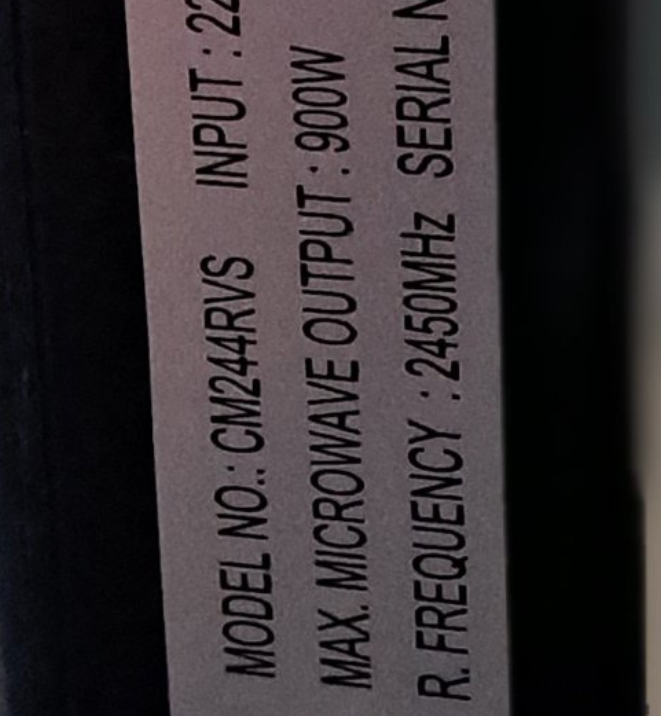 MODEL NO.: CM244RVS INPUT : 22
MAX. MICROWAVE OUTPUT : 900W
R. FREQUENCY : 2450MHz SERIAL N